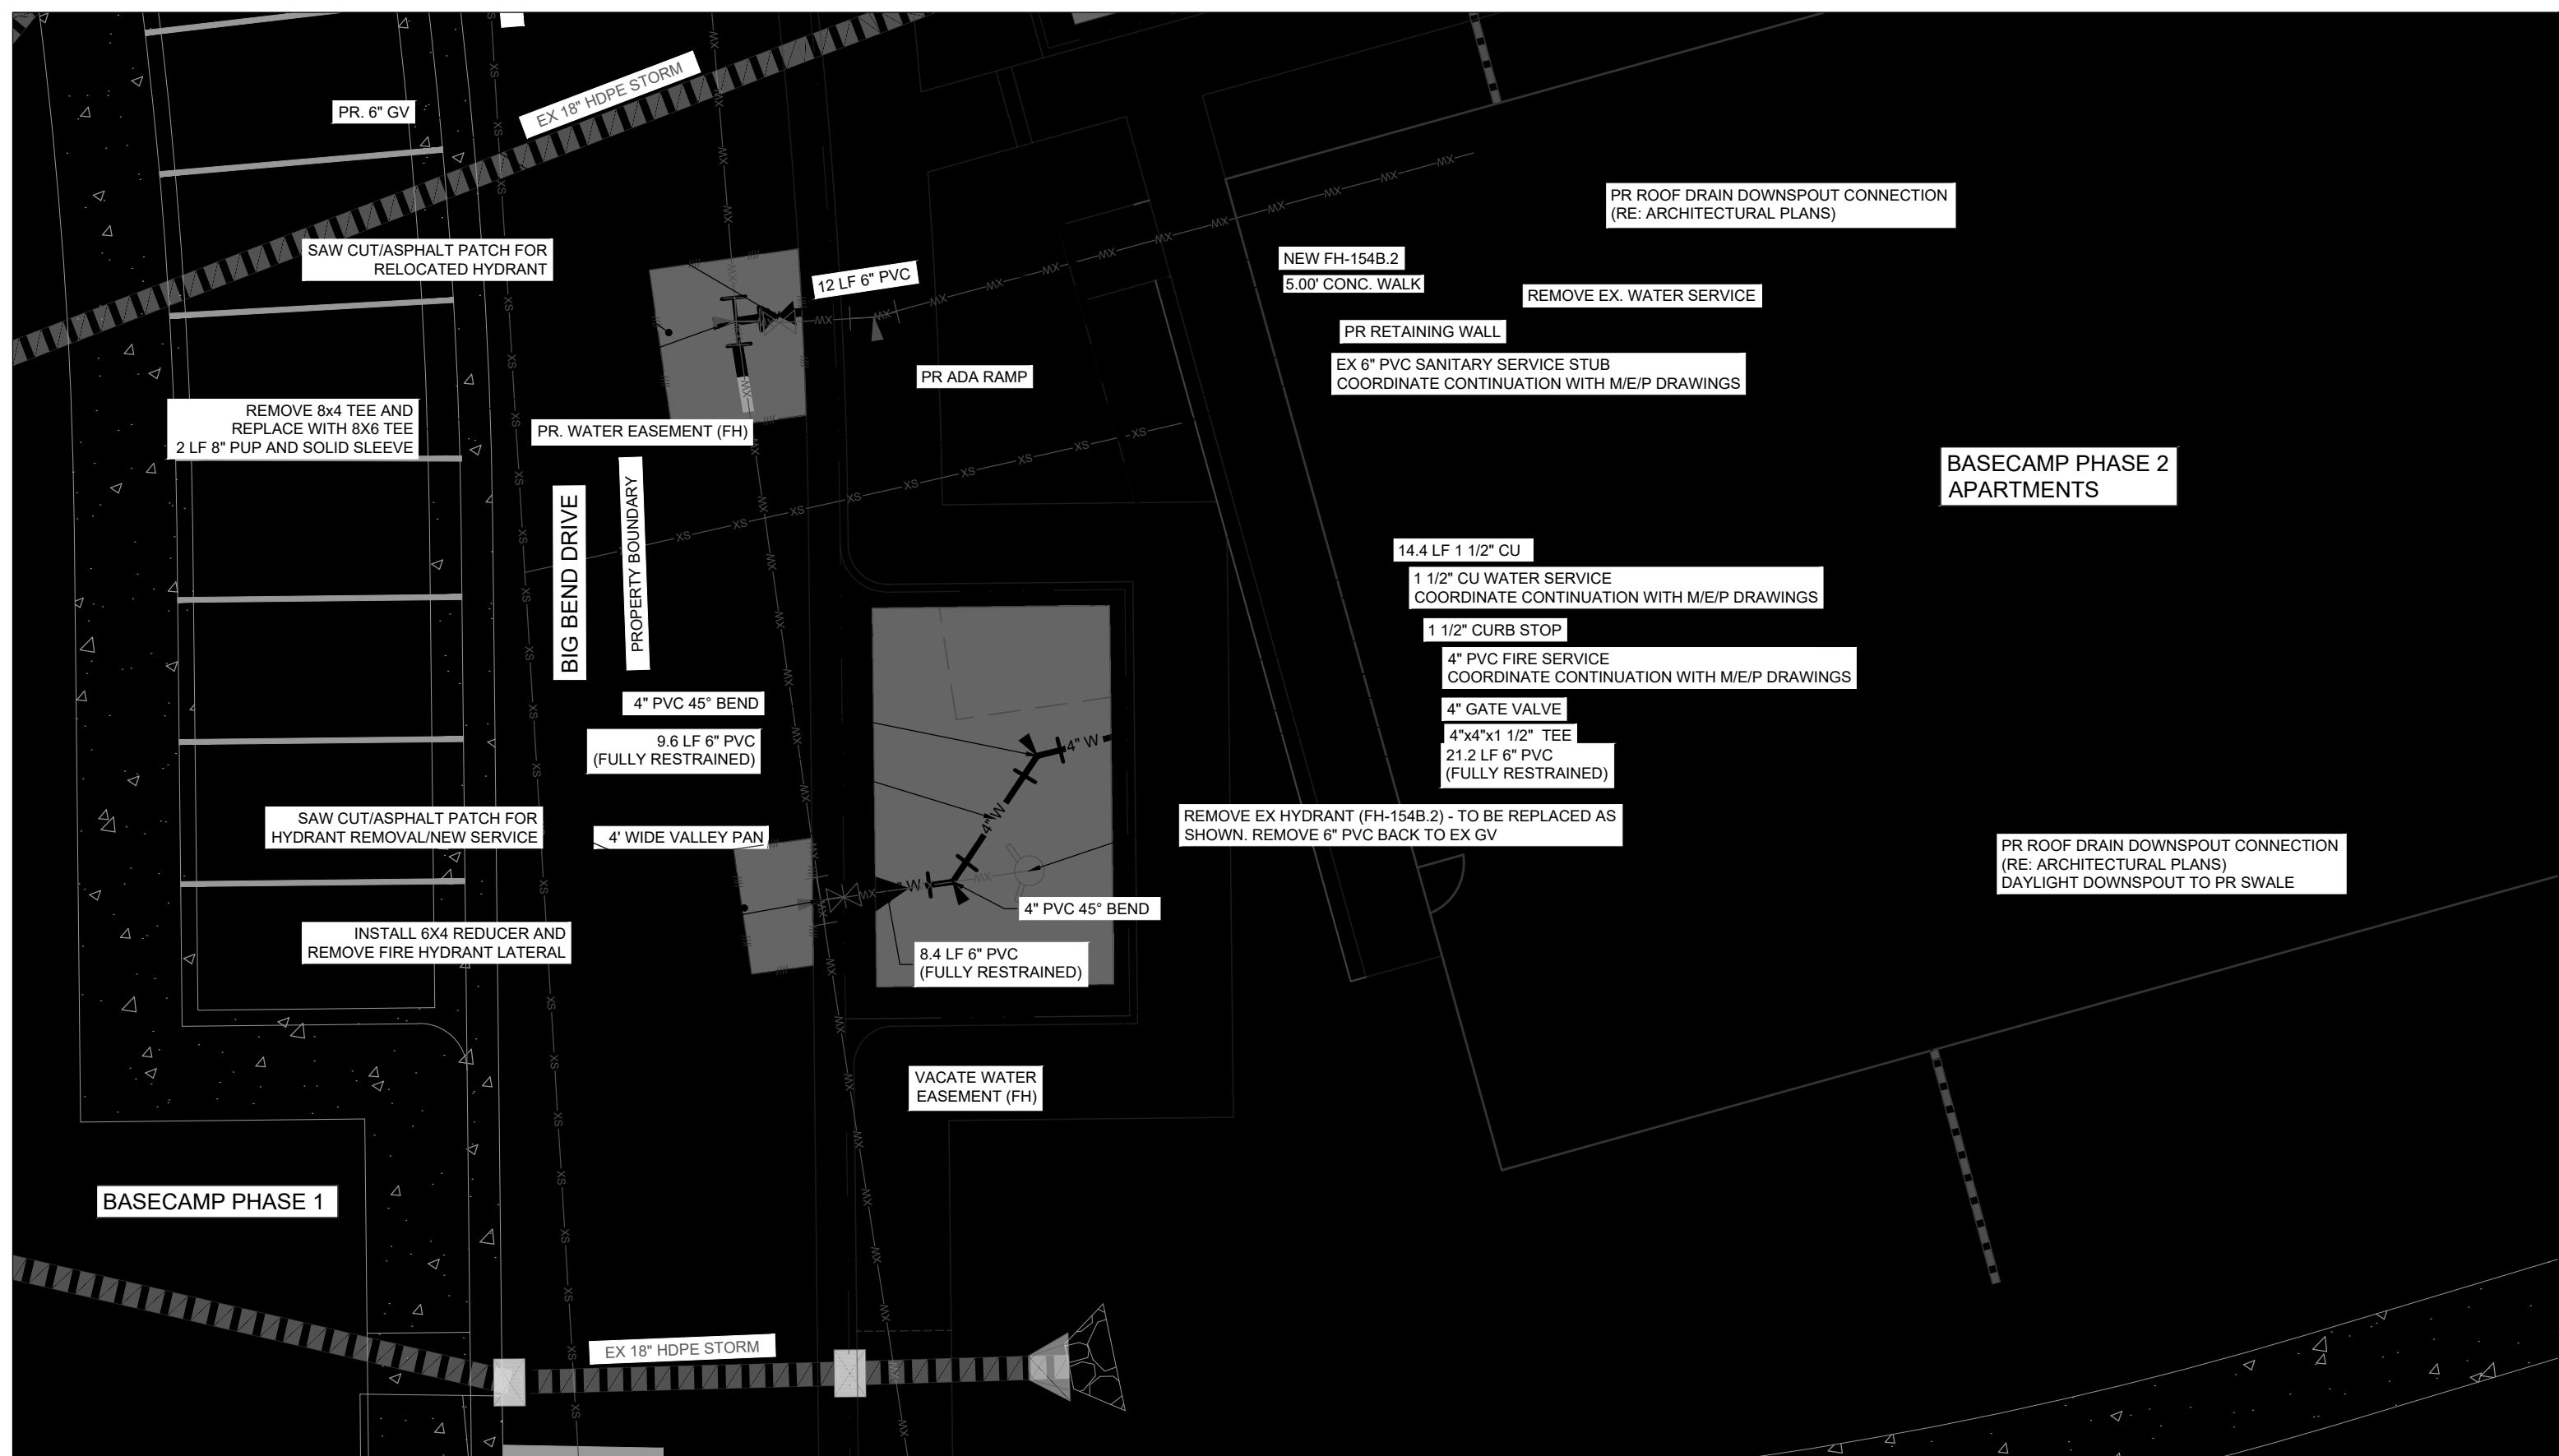 PR. 6" GV
EX 18" HDPE STORM
SAW CUT/ASPHALT PATCH FOR
RELOCATED HYDRANT
12 LF 6" PVC
PR ROOF DRAIN DOWNSPOUT CONNECTION
(RE: ARCHITECTURAL PLANS)
NEW FH-154B.2
5.00' CONC. WALK
REMOVE EX. WATER SERVICE
PR RETAINING WALL
EX 6" PVC SANITARY SERVICE STUB
COORDINATE CONTINUATION WITH M/E/P DRAWINGS
PR ADA RAMP
REMOVE 8x4 TEE AND
REPLACE WITH 8X6 TEE
2 LF 8" PUP AND SOLID SLEEVE
PR. WATER EASEMENT (FH)
BIG BEND DRIVE
PROPERTY BOUNDARY
BASECAMP PHASE 2
APARTMENTS
14.4 LF 1 1/2" CU
1 1/2" CU WATER SERVICE
COORDINATE CONTINUATION WITH M/E/P DRAWINGS
1 1/2" CURB STOP
4" PVC FIRE SERVICE
COORDINATE CONTINUATION WITH M/E/P DRAWINGS
4" GATE VALVE
4"x4"x1 1/2" TEE
21.2 LF 6" PVC
(FULLY RESTRAINED)
4" PVC 45° BEND
9.6 LF 6" PVC
(FULLY RESTRAINED)
4" W
4" W
" W
SAW CUT/ASPHALT PATCH FOR
HYDRANT REMOVAL/NEW SERVICE
4' WIDE VALLEY PAN
REMOVE EX HYDRANT (FH-154B.2) - TO BE REPLACED AS
SHOWN. REMOVE 6" PVC BACK TO EX GV
PR ROOF DRAIN DOWNSPOUT CONNECTION
(RE: ARCHITECTURAL PLANS)
DAYLIGHT DOWNSPOUT TO PR SWALE
4" PVC 45° BEND
INSTALL 6X4 REDUCER AND
REMOVE FIRE HYDRANT LATERAL
8.4 LF 6" PVC
(FULLY RESTRAINED)
VACATE WATER
EASEMENT (FH)
BASECAMP PHASE 1
EX 18" HDPE STORM
XS
XW